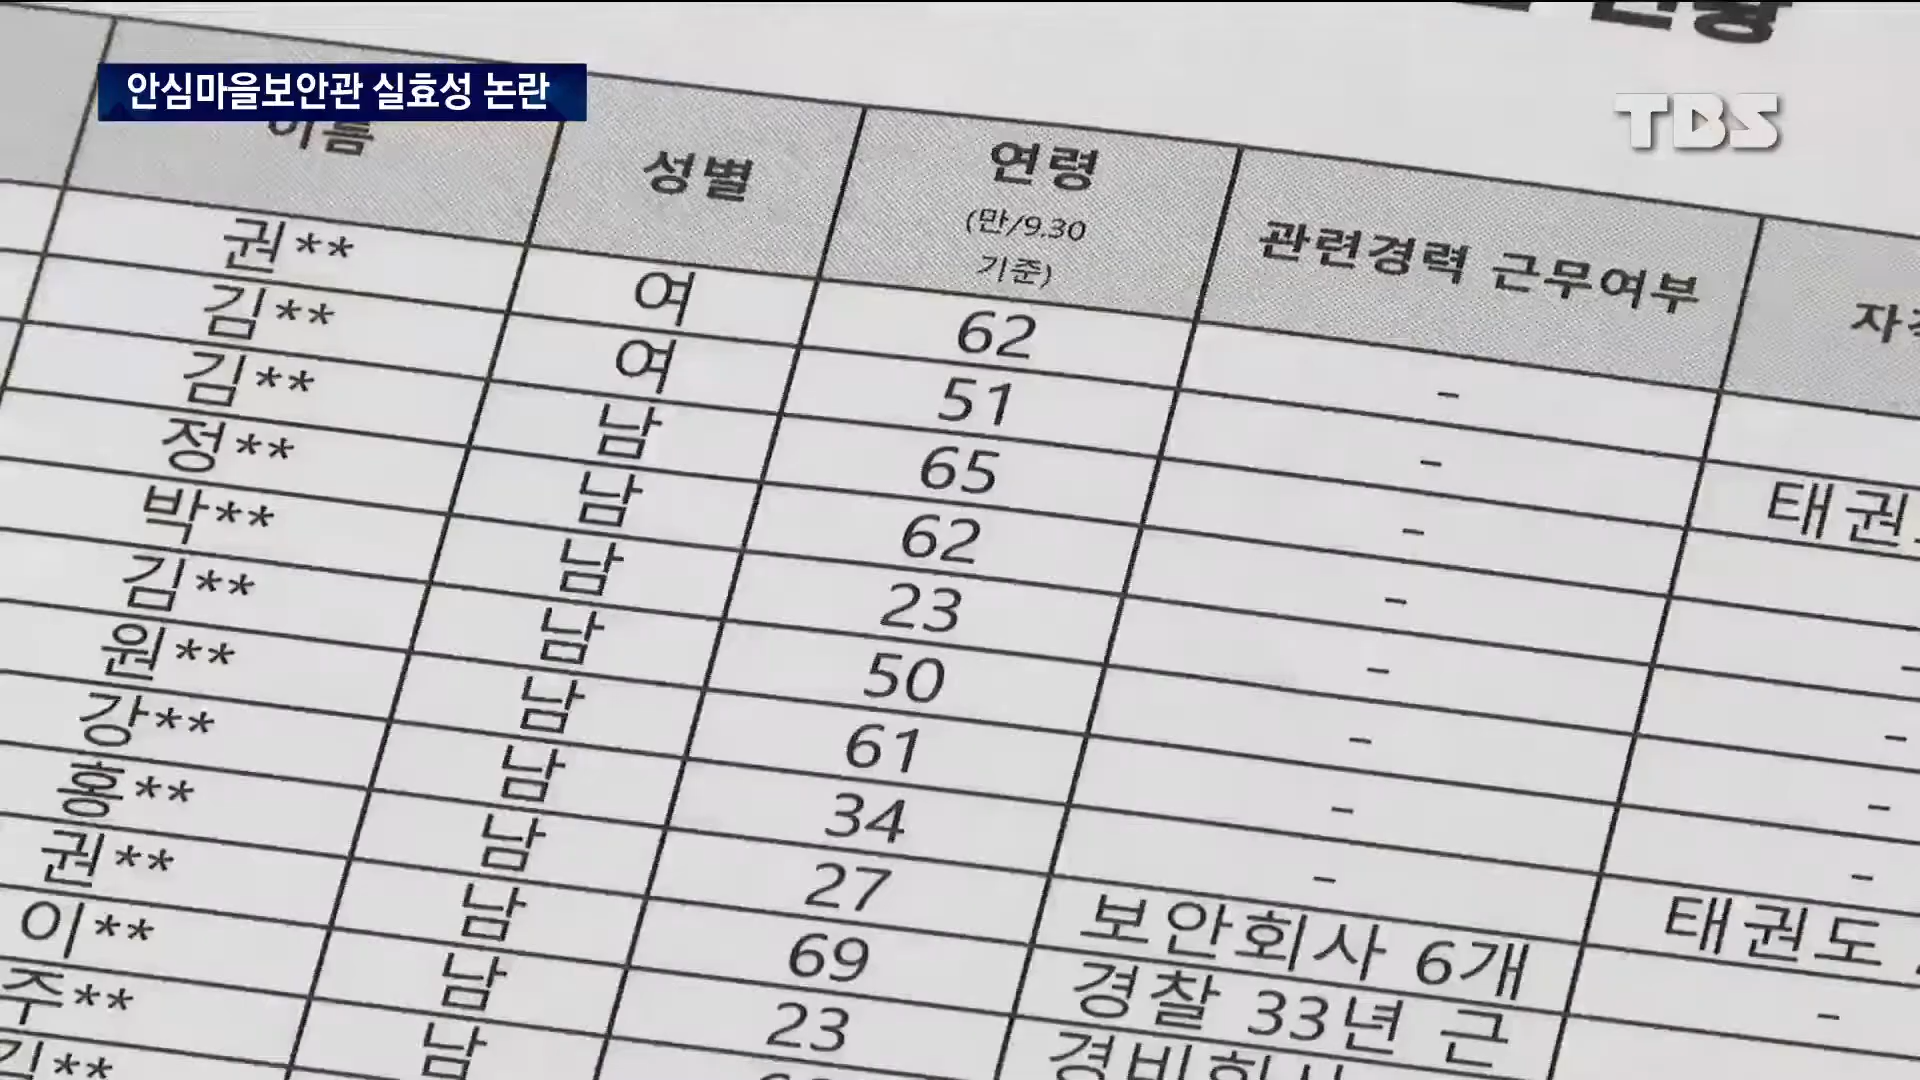 현황
안심마을보안관 실효성 논란
TBS
이름 성별 연령 (만/9.30 기준) 관련경력 근무여부
권** 여 62 -
김** 여 51 - 태권
김** 남 65 -
정** 남 62 - -
박** 남 23 - -
김** 남 50 - -
원** 남 61 - -
강** 남 34 - 태권도
홍** 남 27 보안회사 6개 -
권** 남 69 경찰 33년 근
이** 남 23 경비회사
주** 남
김**